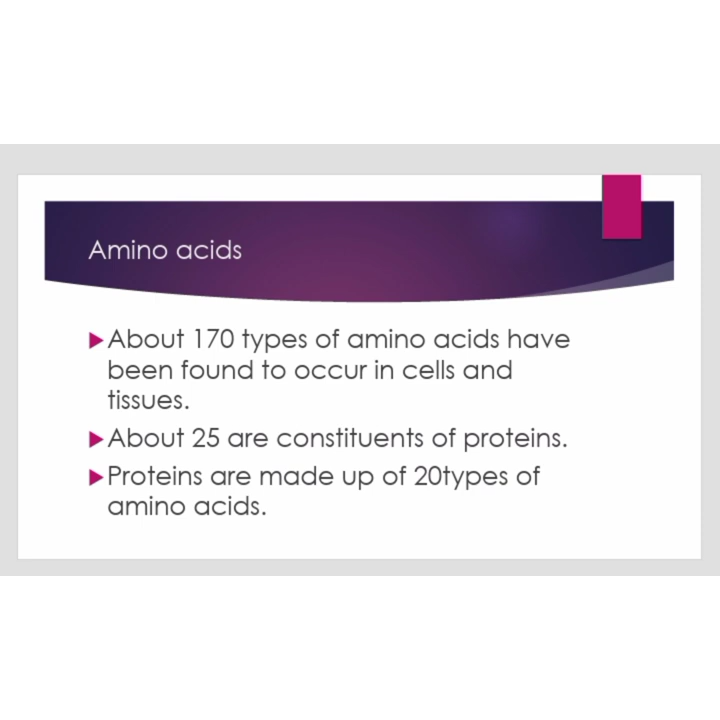 Amino acids
About 170 types of amino acids have
been found to occur in cells and
tissues.
About 25 are constituents of proteins.
Proteins are made up of 20types of
amino acids.